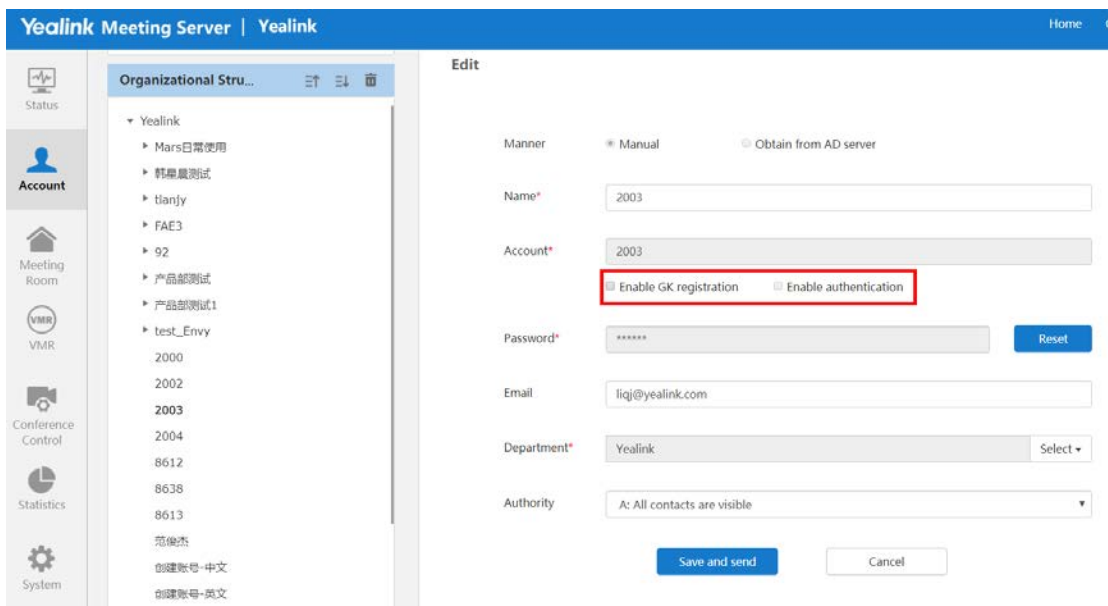 Yealink Meeting Server | Yealink
Home
Status
Account
Meeting
Room
VMR
VMR
Conference
Control
Statistics
System
Organizational Stru...
Yealink
Mars日常使用
韩星晨测试
tianjy
FAE3
92
产品部测试
产品部测试1
test_Envy
2000
2002
2003
2004
8612
8638
8613
范俊杰
创建账号-中文
创建账号-英文
Edit
Manner
Manual
Obtain from AD server
Name*
2003
Account*
2003
Enable GK registration
Enable authentication
Password*
******
Reset
Email
liqj@yealink.com
Department*
Yealink
Select
Authority
A: All contacts are visible
Save and send
Cancel